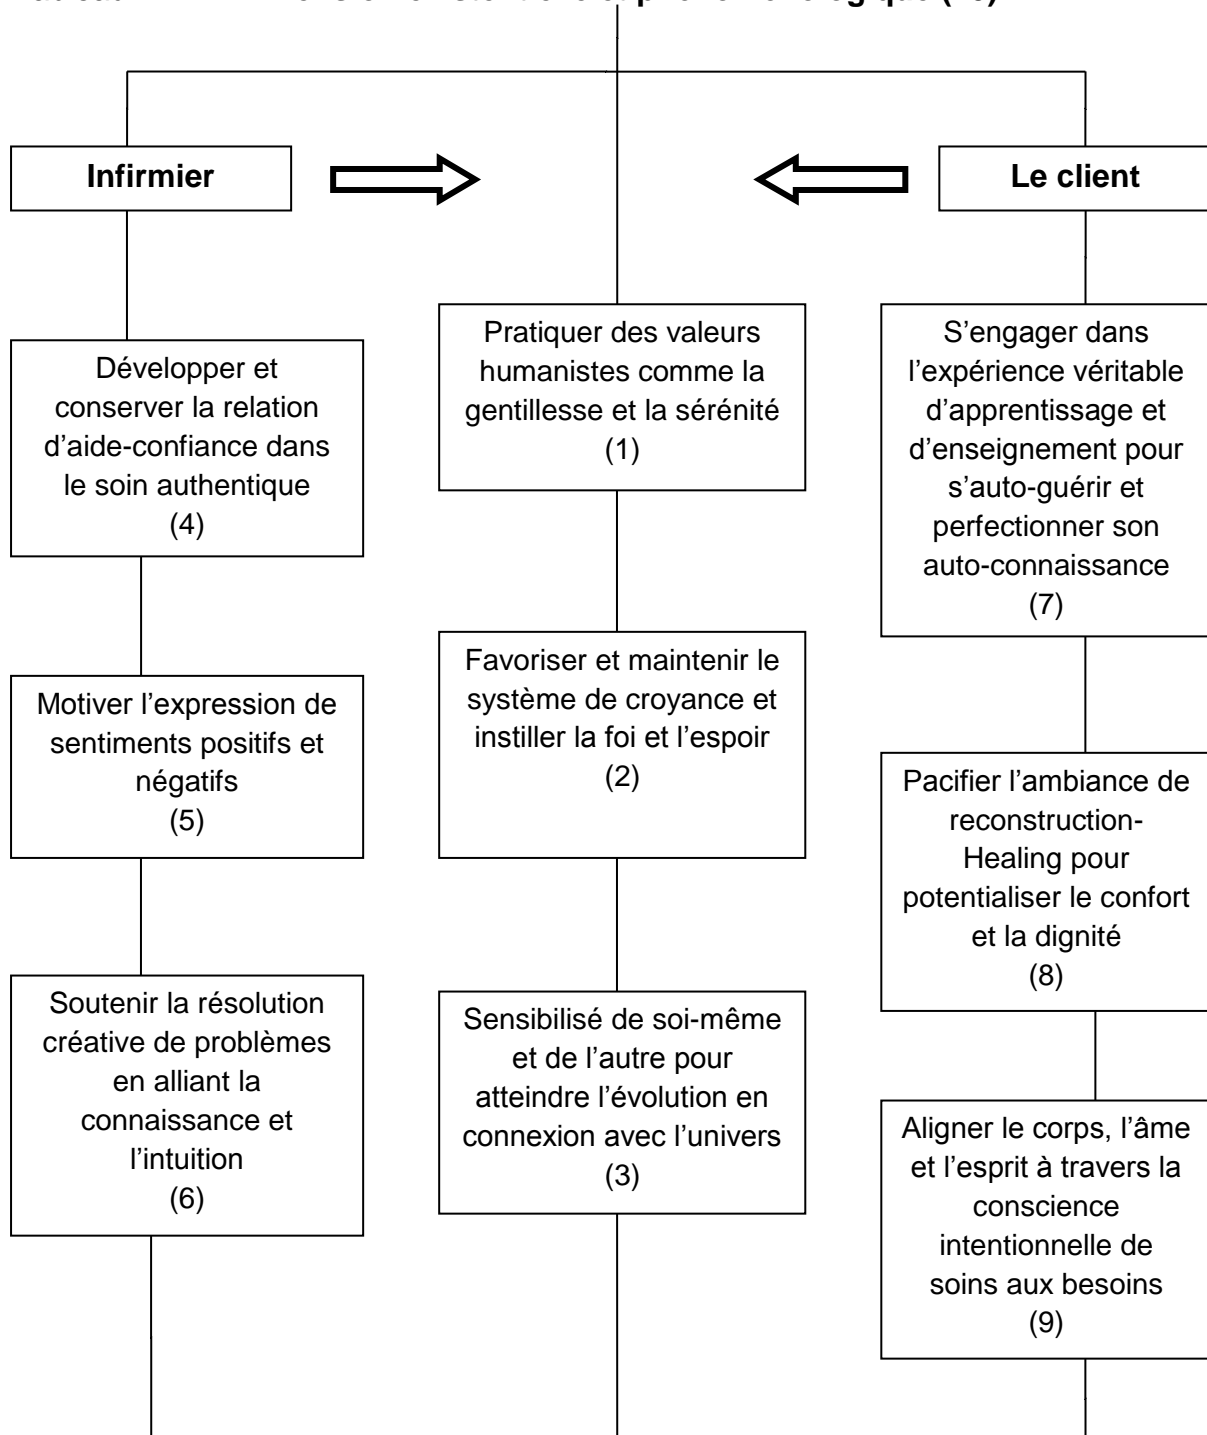 Infirmier
Le client
Développer et
conserver la relation
d’aide-confiance dans
le soin authentique
(4)
Motiver l’expression de
sentiments positifs et
négatifs
(5)
Soutenir la résolution
créative de problèmes
en alliant la
connaissance et
l’intuition
(6)
Pratiquer des valeurs
humanistes comme la
gentillesse et la sérénité
(1)
Favoriser et maintenir le
système de croyance et
instiller la foi et l’espoir
(2)
Sensibilisé de soi-même
et de l’autre pour
atteindre l’évolution en
connexion avec l’univers
(3)
S’engager dans
l’expérience véritable
d’apprentissage et
d’enseignement pour
s’auto-guérir et
perfectionner son
auto-connaissance
(7)
Pacifier l’ambiance de
reconstruction-
Healing pour
potentialiser le confort
et la dignité
(8)
Aligner le corps, l’âme
et l’esprit à travers la
conscience
intentionnelle de
soins aux besoins
(9)